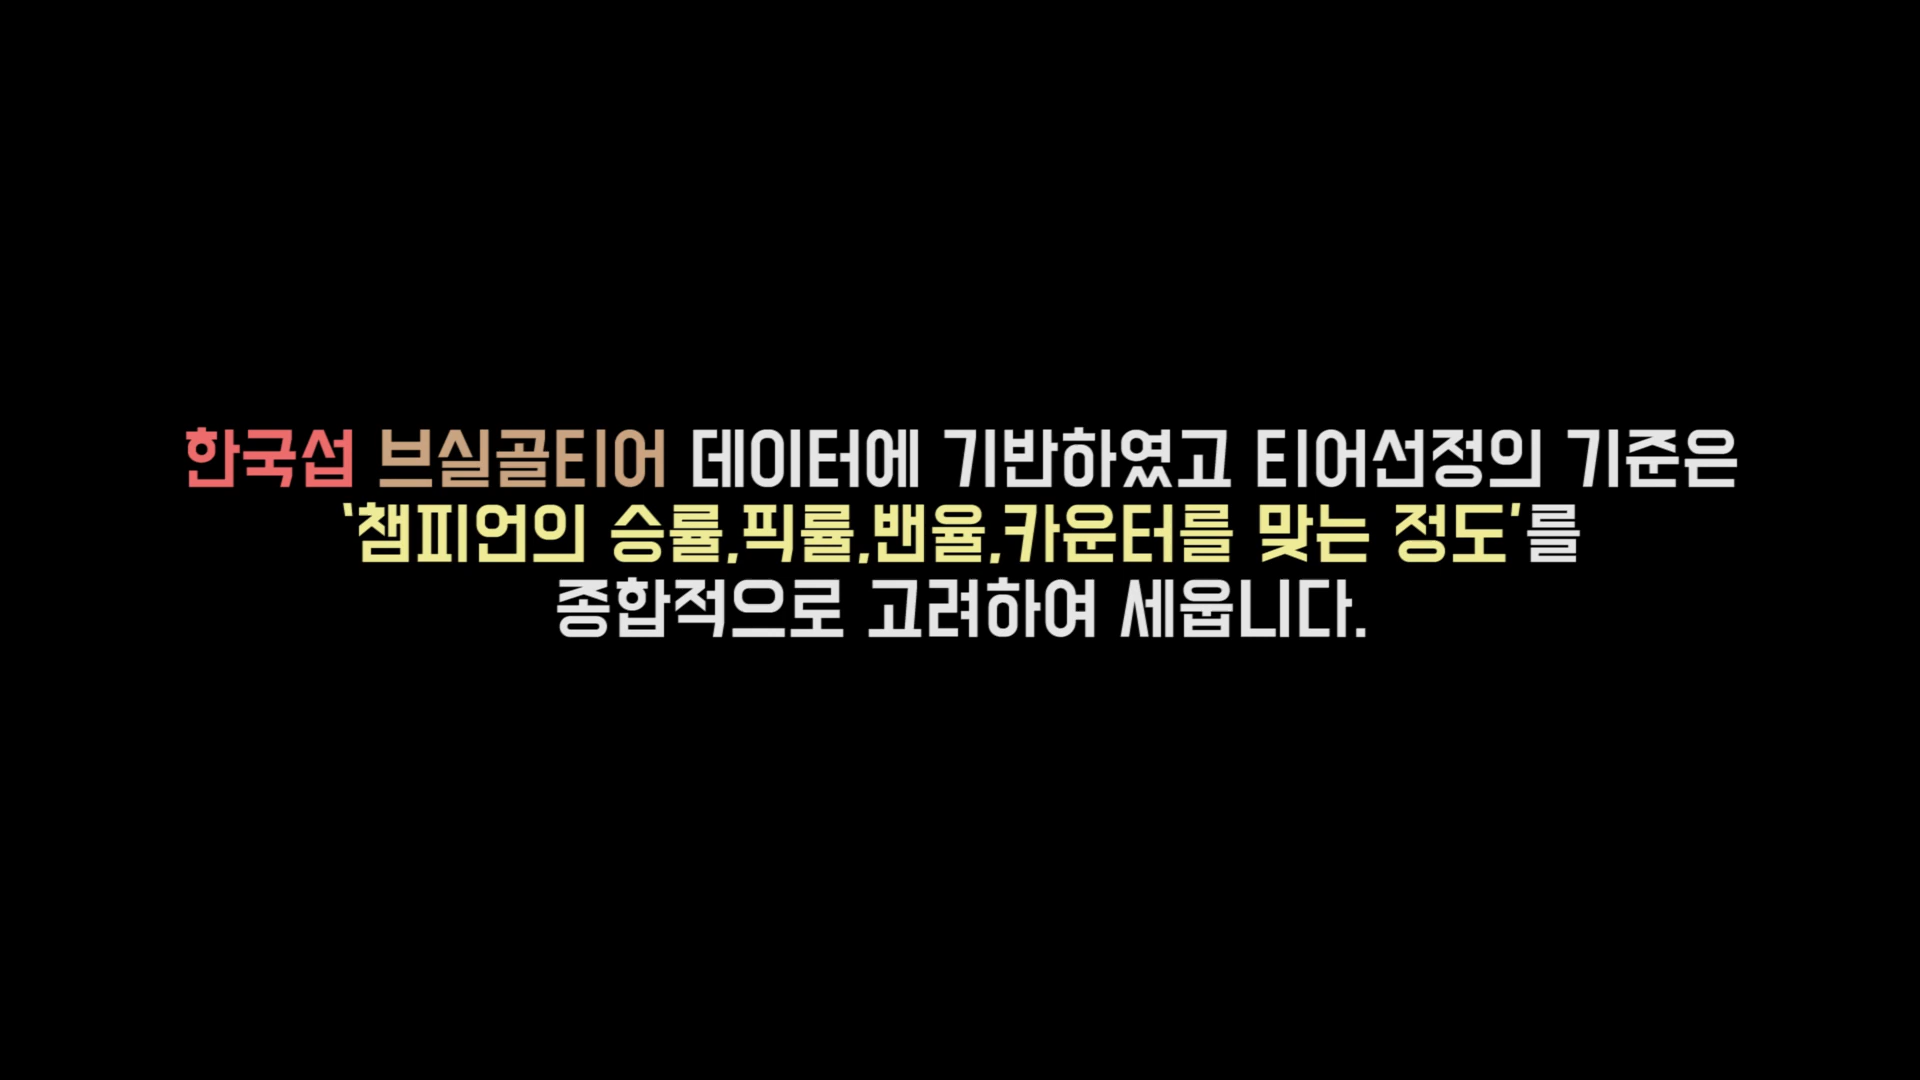 한국섭 브실골티어 데이터에 기반하였고 티어선정의 기준은
‘챔피언의 승률,픽률,밴율,카운터를 맞는 정도’를
종합적으로 고려하여 세웁니다.